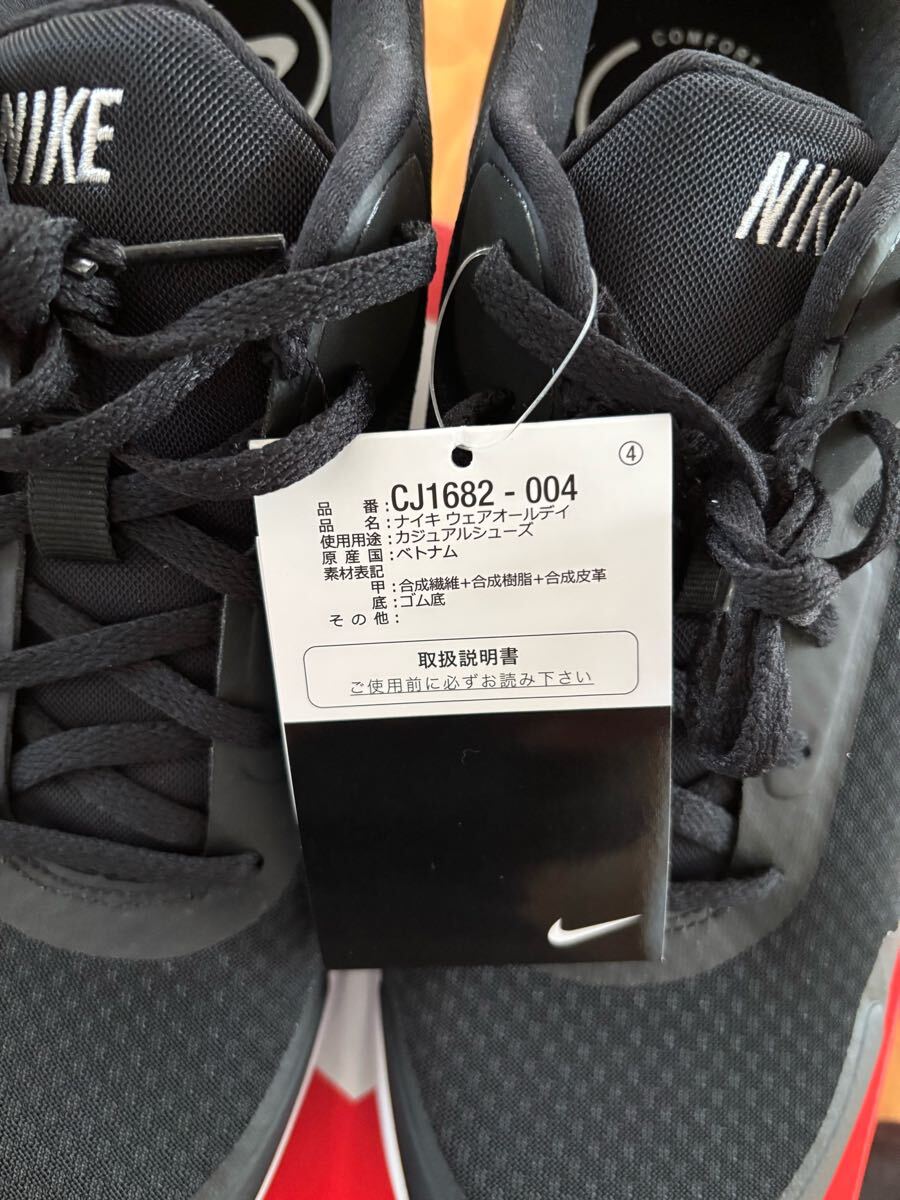 NIKE
COMFORT
NIKE
④
品番：CJ1682 - 004
品名：ナイキ ウェアオールデイ
使用用途：カジュアルシューズ
原産国：ベトナム
素材表記
甲：合成繊維+合成樹脂+合成皮革
底：ゴム底
その他：
取扱説明書
ご使用前に必ずお読み下さい